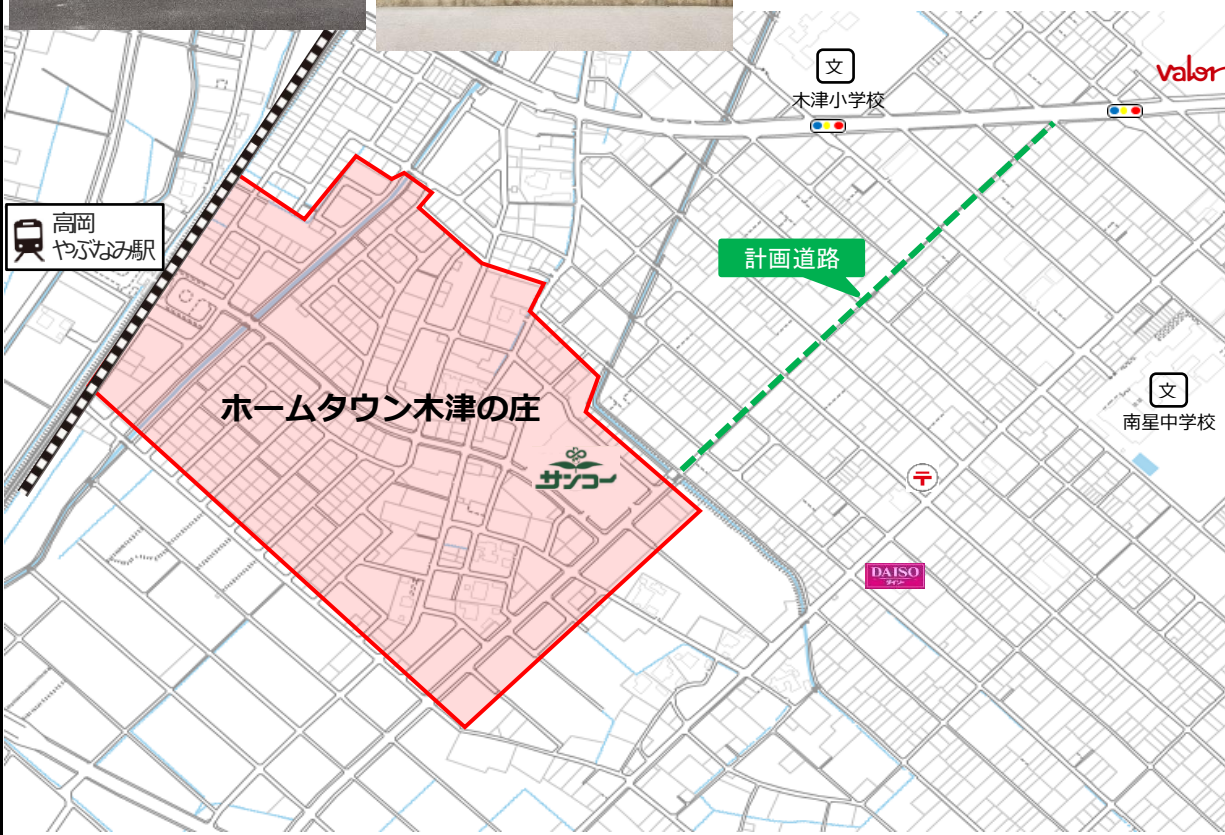 文
木津小学校
valor
高岡
やぶなみ駅
計画道路
文
南星中学校
ホームタウン木津の庄
サンコー
〒
DAISO
ダイソー